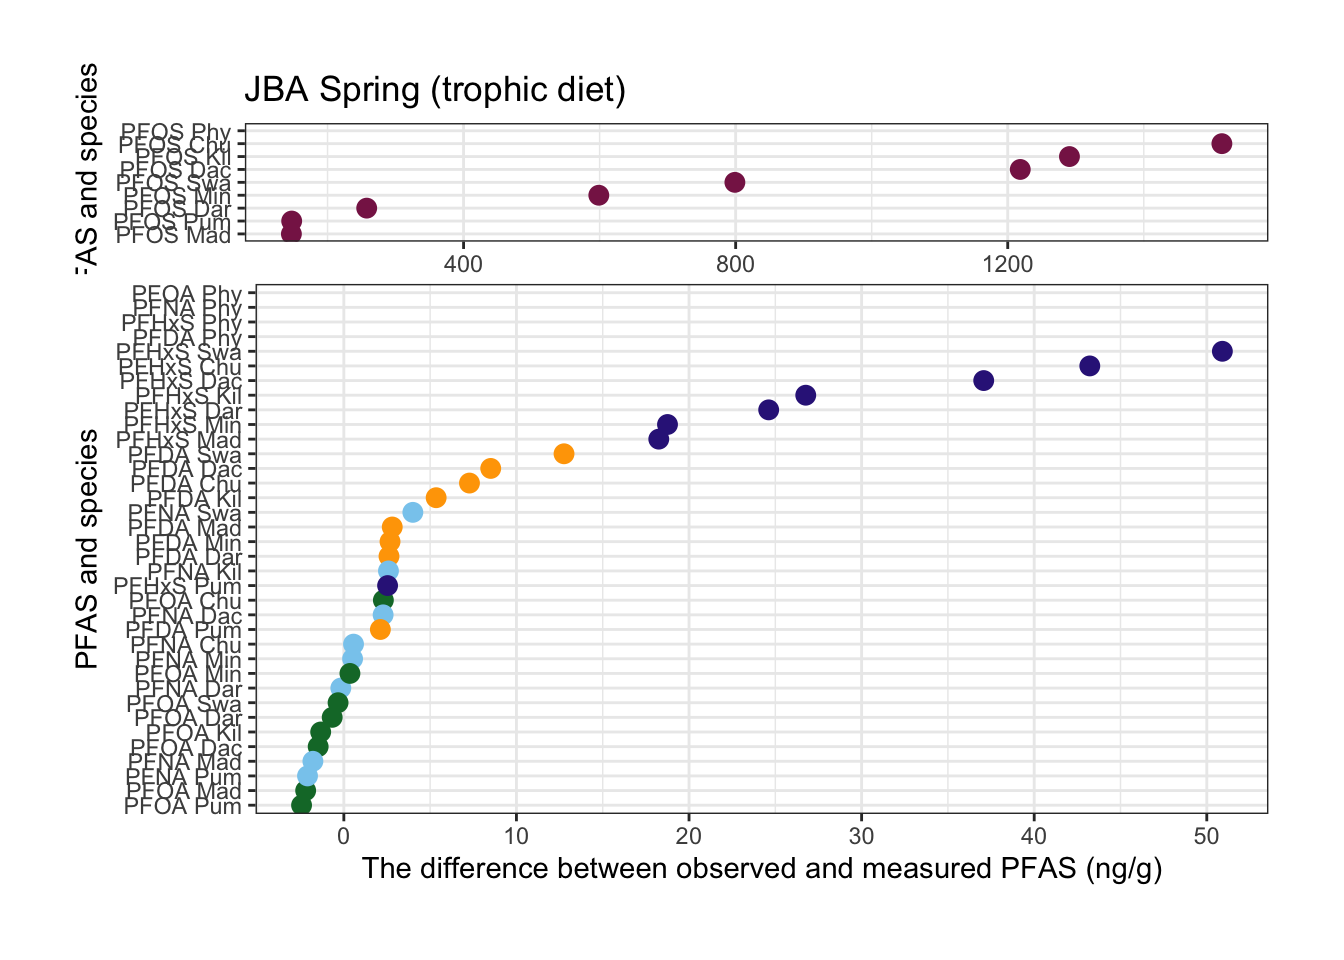 JBA Spring (trophic diet)
FAS and species
PFOS Phy
PFOS Chu
PFOS Kil
PFOS Dac
PFOS Swa
PFOS Min
PFOS Dar
PFOS Pum
PFOS Mad
400 800 1200
PFAS and species
PFOA Phy
PFNA Phy
PFHxS Phy
PFDA Phy
PFHxS Swa
PFHxS Chu
PFHxS Dac
PFHxS Kil
PFHxS Dar
PFHxS Min
PFHxS Mad
PFDA Swa
PFDA Dac
PFDA Chu
PFDA Kil
PFNA Swa
PFDA Mad
PFDA Min
PFDA Dar
PFNA Kil
PFHxS Pum
PFOA Chu
PFNA Dac
PFDA Pum
PFNA Chu
PFNA Min
PFOA Min
PFNA Dar
PFOA Swa
PFOA Dar
PFOA Kil
PFOA Dac
PFNA Mad
PFNA Pum
PFOA Mad
PFOA Pum
0 10 20 30 40 50
The difference between observed and measured PFAS (ng/g)